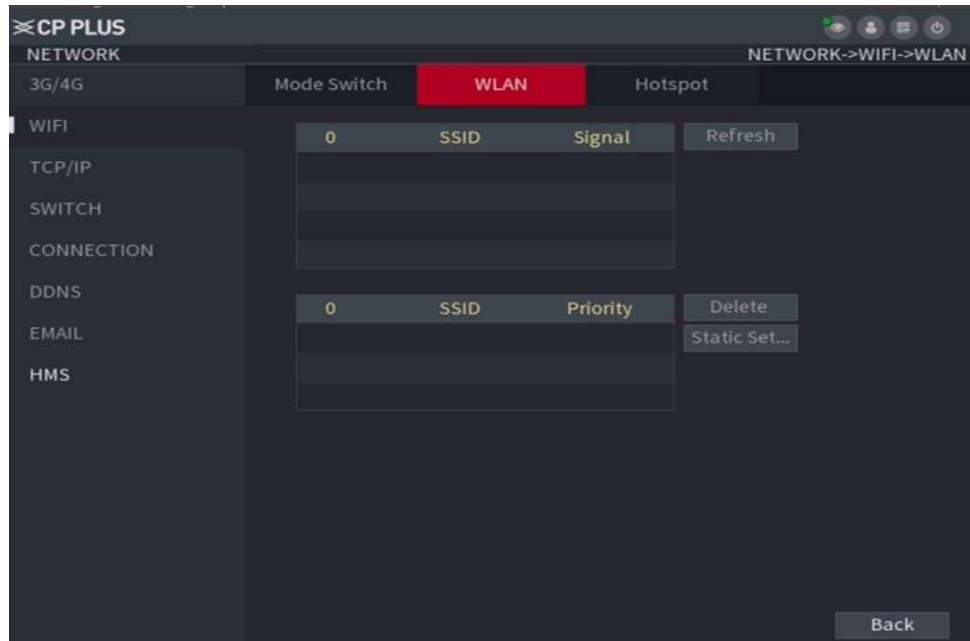 CP PLUS
NETWORK
NETWORK->WIFI->WLAN
3G/4G
Mode Switch
WLAN
Hotspot
WIFI
0 SSID Signal
Refresh
TCP/IP
SWITCH
CONNECTION
DDNS
0 SSID Priority
Delete
EMAIL
Static Set...
HMS
Back